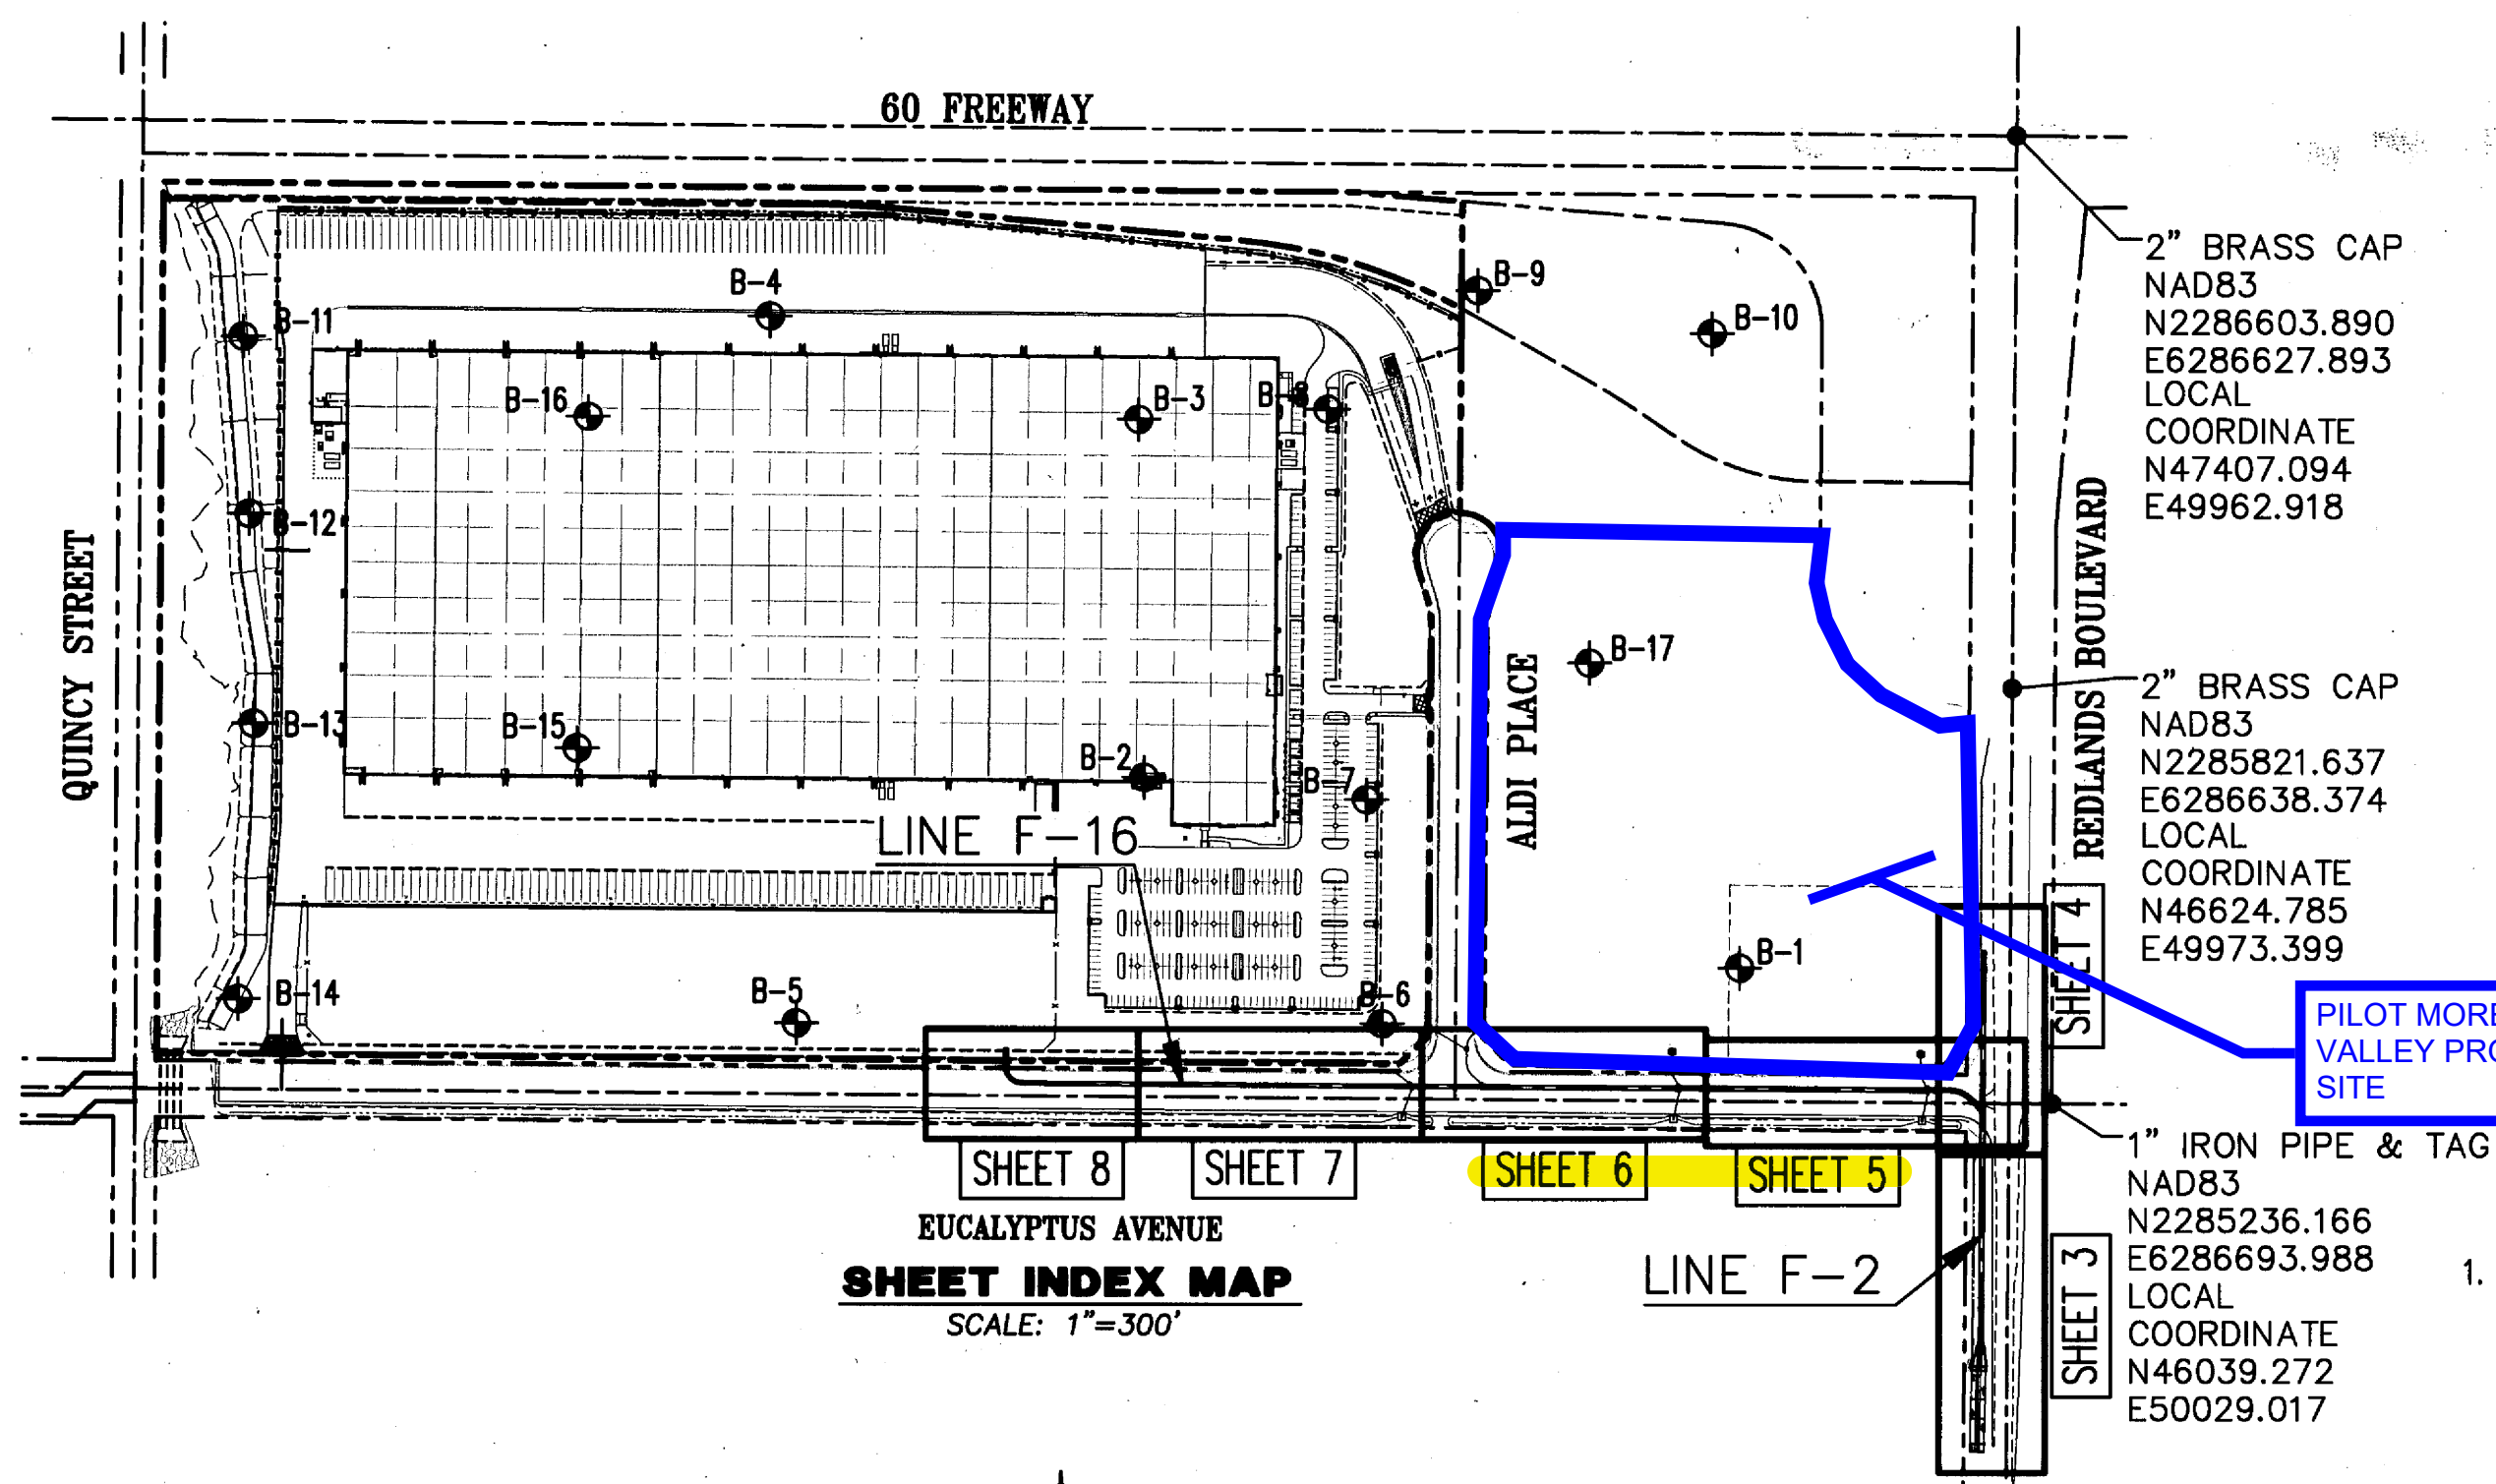 60 FREEWAY
2" BRASS CAP
NAD83
N2286603.890
E6286627.893
LOCAL
COORDINATE
N47407.094
E49962.918
B-4
B-9
B-10
B-11
B-16
B-3
B-8
B-12
QUINCY STREET
REDLANDS BOULEVARD
ALDI PLACE
B-17
2" BRASS CAP
NAD83
N2285821.637
E6286638.374
LOCAL
COORDINATE
N46624.785
E49973.399
B-13
B-15
B-2
B-7
LINE F-16
B-1
B-14
B-5
B-6
SHEET 4
PILOT
VALLEY
SITE
SHEET 8
SHEET 7
SHEET 6
SHEET 5
1" IRON PIPE & TAG
NAD83
N2285236.166
E6286693.988
LOCAL
COORDINATE
N46039.272
E50029.017
1.
EUCALYPTUS AVENUE
SHEET INDEX MAP
SCALE: 1"=300'
LINE F-2
SHEET 3